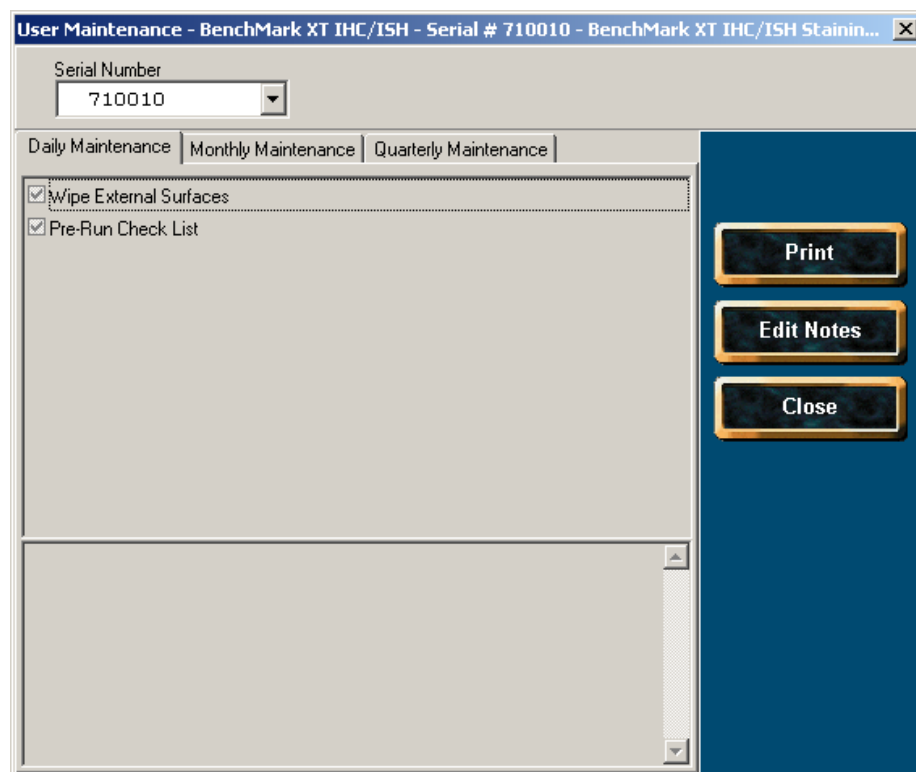 User Maintenance - BenchMark XT IHC/ISH - Serial # 710010 - BenchMark XT IHC/ISH Stainin...
Serial Number
710010
Daily Maintenance Monthly Maintenance Quarterly Maintenance
Wipe External Surfaces
Pre-Run Check List
Print
Edit Notes
Close